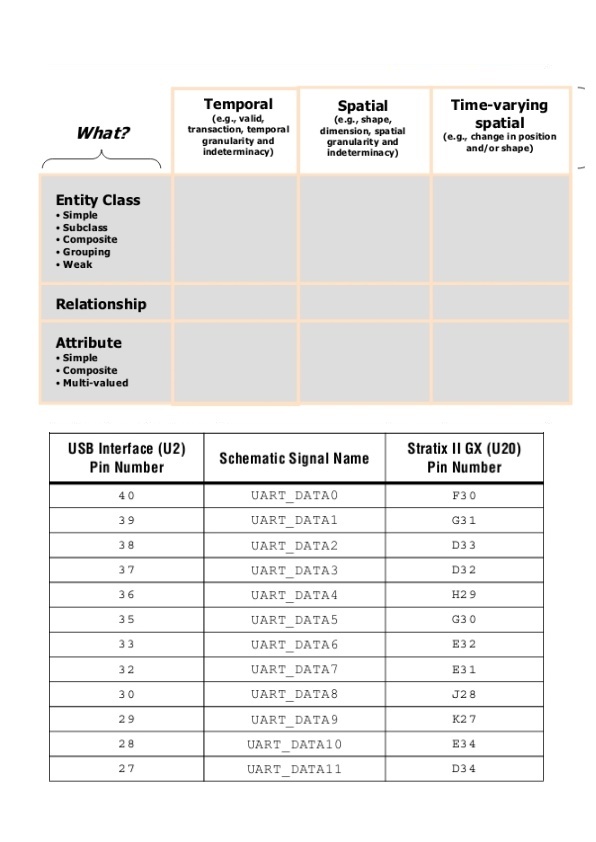 What?
Temporal
(e.g., valid,
transaction, temporal
granularity and
indeterminacy)
Spatial
(e.g., shape,
dimension, spatial
granularity and
indeterminacy)
Time-varying
spatial
(e.g., change in position
and/or shape)
Entity Class
• Simple
• Subclass
• Composite
• Grouping
• Weak
Relationship
Attribute
• Simple
• Composite
• Multi-valued
USB Interface (U2)
Pin Number
Schematic Signal Name
Stratix II GX (U20)
Pin Number
40 UART_DATA0 F30
39 UART_DATA1 G31
38 UART_DATA2 D33
37 UART_DATA3 D32
36 UART_DATA4 H29
35 UART_DATA5 G30
33 UART_DATA6 E32
32 UART_DATA7 E31
30 UART_DATA8 J28
29 UART_DATA9 K27
28 UART_DATA10 E34
27 UART_DATA11 D34